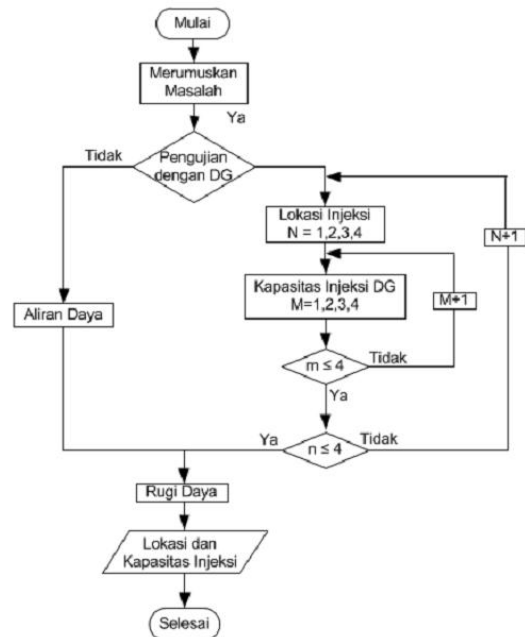 Mulai
Merumuskan
Masalah
Ya
Tidak
Pengujian
dengan DG
Lokasi Injeksi
N = 1,2,3,4
N+1
Kapasitas Injeksi DG
M=1,2,3,4
M+1
Aliran Daya
m ≤ 4
Tidak
Ya
Ya
n ≤ 4
Tidak
Rugi Daya
Lokasi dan
Kapasitas Injeksi
Selesai